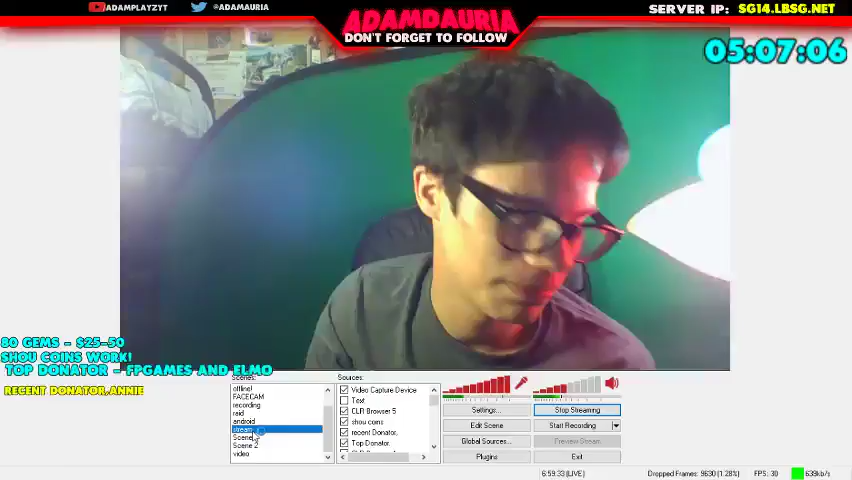 ADAMPLAYZYT
@ADAMAURIA
ADAMDAURIA
DON'T FORGET TO FOLLOW
SERVER IP: SG14.LBSG.NET
05:07:06
80 GEMS - $25-50
SHOU COINS WORK!
TOP DONATOR - FPGAMES AND ELMO
RECENT DONATOR,ANNIE
Scenes:
offline!
FACECAM
recording
raid
android
stream
Scene
Scene 2
video
Sources:
Video Capture Device
Text
CLR Browser 5
shou coins
recent Donator,
Top Donator.
Settings...
Edit Scene
Global Sources...
Plugins
Stop Streaming
Start Recording
Preview Stream
Exit
6:59:33 (LIVE)
Dropped Frames: 9630 (1.28%)
FPS: 30
639kb/s